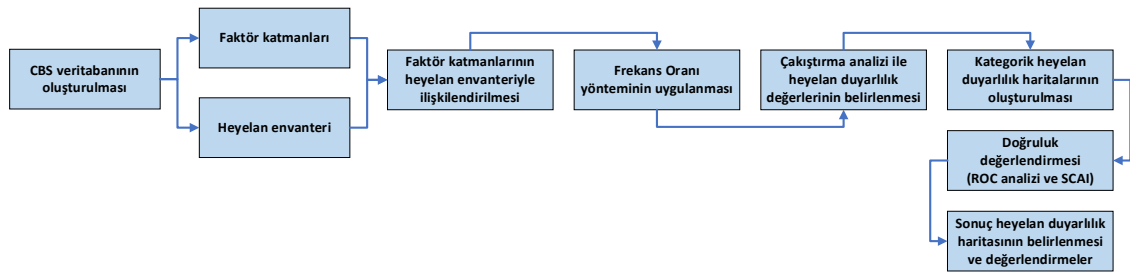 CBS veritabanının
oluşturulması
Faktör katmanları
Heyelan envanteri
Faktör katmanlarının
heyelan envanteriyle
ilişkilendirilmesi
Frekans Oranı
yönteminin uygulanması
Çakıştırma analizi ile
heyelan duyarlılık
değerlerinin belirlenmesi
Kategorik heyelan
duyarlılık haritalarının
oluşturulması
Doğruluk
değerlendirmesi
(ROC analizi ve SCAI)
Sonuç heyelan duyarlılık
haritasının belirlenmesi
ve değerlendirmeler